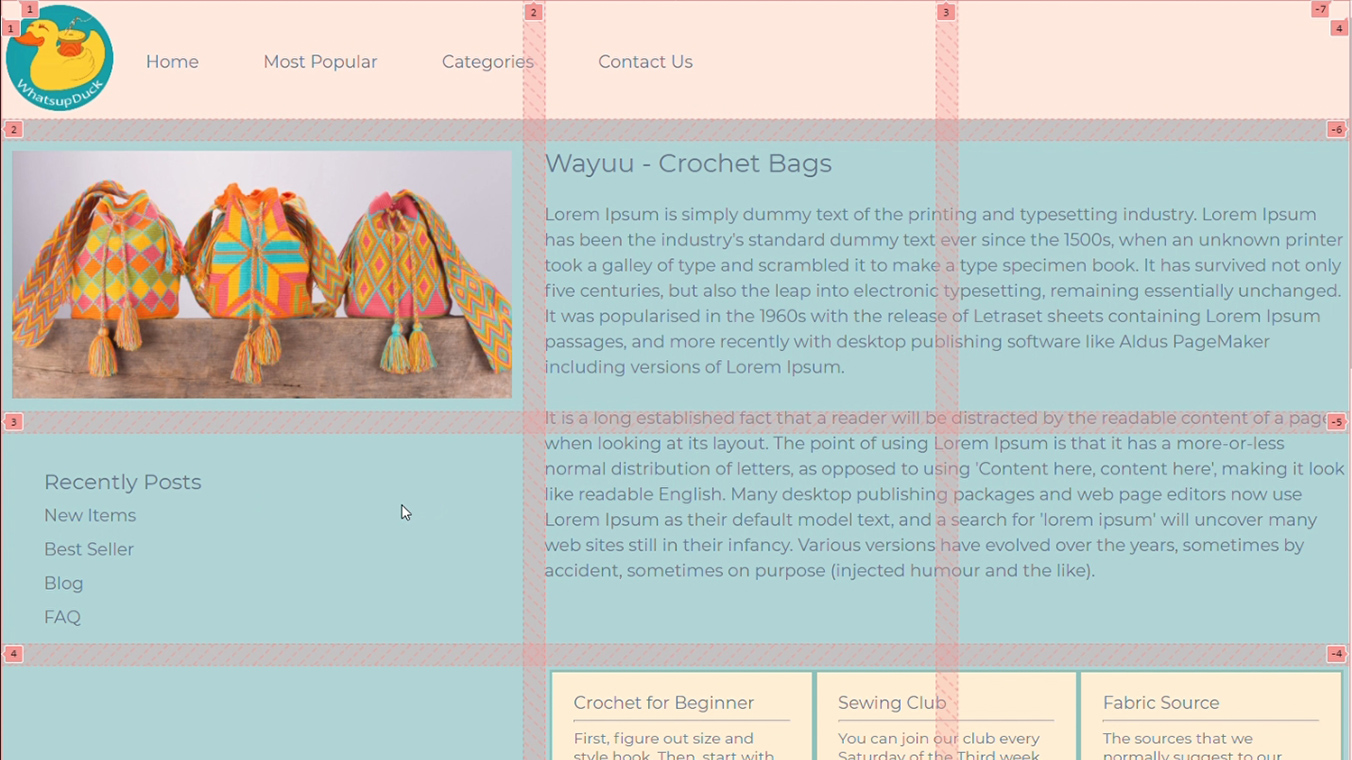 1
2
3
-7
1
4
WhatsupDuck
Home
Most Popular
Categories
Contact Us
2
-6
Wayuu - Crochet Bags
Lorem Ipsum is simply dummy text of the printing and typesetting industry. Lorem Ipsum
has been the industry's standard dummy text ever since the 1500s, when an unknown printer
took a galley of type and scrambled it to make a type specimen book. It has survived not only
five centuries, but also the leap into electronic typesetting, remaining essentially unchanged.
It was popularised in the 1960s with the release of Letraset sheets containing Lorem Ipsum
passages, and more recently with desktop publishing software like Aldus PageMaker
including versions of Lorem Ipsum.
3
-5
It is a long established fact that a reader will be distracted by the readable content of a page
when looking at its layout. The point of using Lorem Ipsum is that it has a more-or-less
normal distribution of letters, as opposed to using 'Content here, content here', making it look
like readable English. Many desktop publishing packages and web page editors now use
Lorem Ipsum as their default model text, and a search for 'lorem ipsum' will uncover many
web sites still in their infancy. Various versions have evolved over the years, sometimes by
accident, sometimes on purpose (injected humour and the like).
Recently Posts
New Items
Best Seller
Blog
FAQ
4
-4
Crochet for Beginner
First, figure out size and
style hook. Then, start with
Sewing Club
You can join our club every
Saturday of the Third week
Fabric Source
The sources that we
normally suggest to our